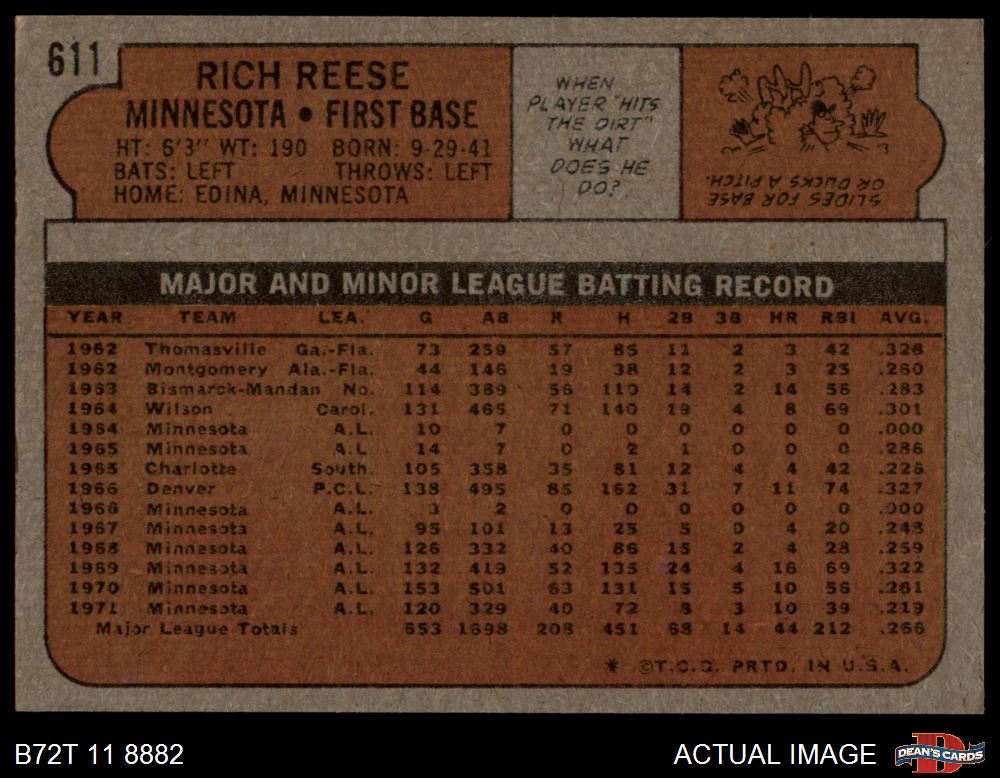 611
RICH REESE
MINNESOTA • FIRST BASE
HT: 6'3" WT: 190 BORN: 9-29-41
BATS: LEFT THROWS: LEFT
HOME: EDINA, MINNESOTA
WHEN
PLAYER "HITS
THE DIRT"
WHAT
DOES HE
DO?
SLIDES FOR BASE
OR DUCKS A PITCH.
MAJOR AND MINOR LEAGUE BATTING RECORD
YEAR TEAM LEA. G AB R H 2B 3B HR RBI AVG.
1962 Thomasville Ga.-Fla. 73 259 57 85 11 2 3 42 .328
1962 Montgomery Ala.-Fla. 44 146 19 38 12 2 3 25 .260
1963 Bismarck-Mandan No. 114 389 56 110 14 2 14 56 .283
1964 Wilson Carol. 131 465 71 140 19 4 8 69 .301
1964 Minnesota A.L. 10 7 0 0 0 0 0 0 .000
1965 Minnesota A.L. 14 7 0 2 1 0 0 0 .286
1965 Charlotte South. 105 358 35 81 12 4 4 42 .226
1966 Denver P.C.L. 138 495 85 162 31 7 11 74 .327
1966 Minnesota A.L. 3 2 0 0 0 0 0 0 .000
1967 Minnesota A.L. 95 101 13 25 5 0 4 20 .248
1968 Minnesota A.L. 126 332 40 86 15 2 4 28 .259
1969 Minnesota A.L. 132 419 52 135 24 4 16 69 .322
1970 Minnesota A.L. 153 501 63 131 15 5 10 56 .261
1971 Minnesota A.L. 120 329 40 72 8 3 10 39 .219
Major League Totals 653 1698 208 451 68 14 44 212 .266
* ©T.C.G. PRTD. IN U.S.A.
B72T 11 8882
ACTUAL IMAGE
DEAN'S CARDS